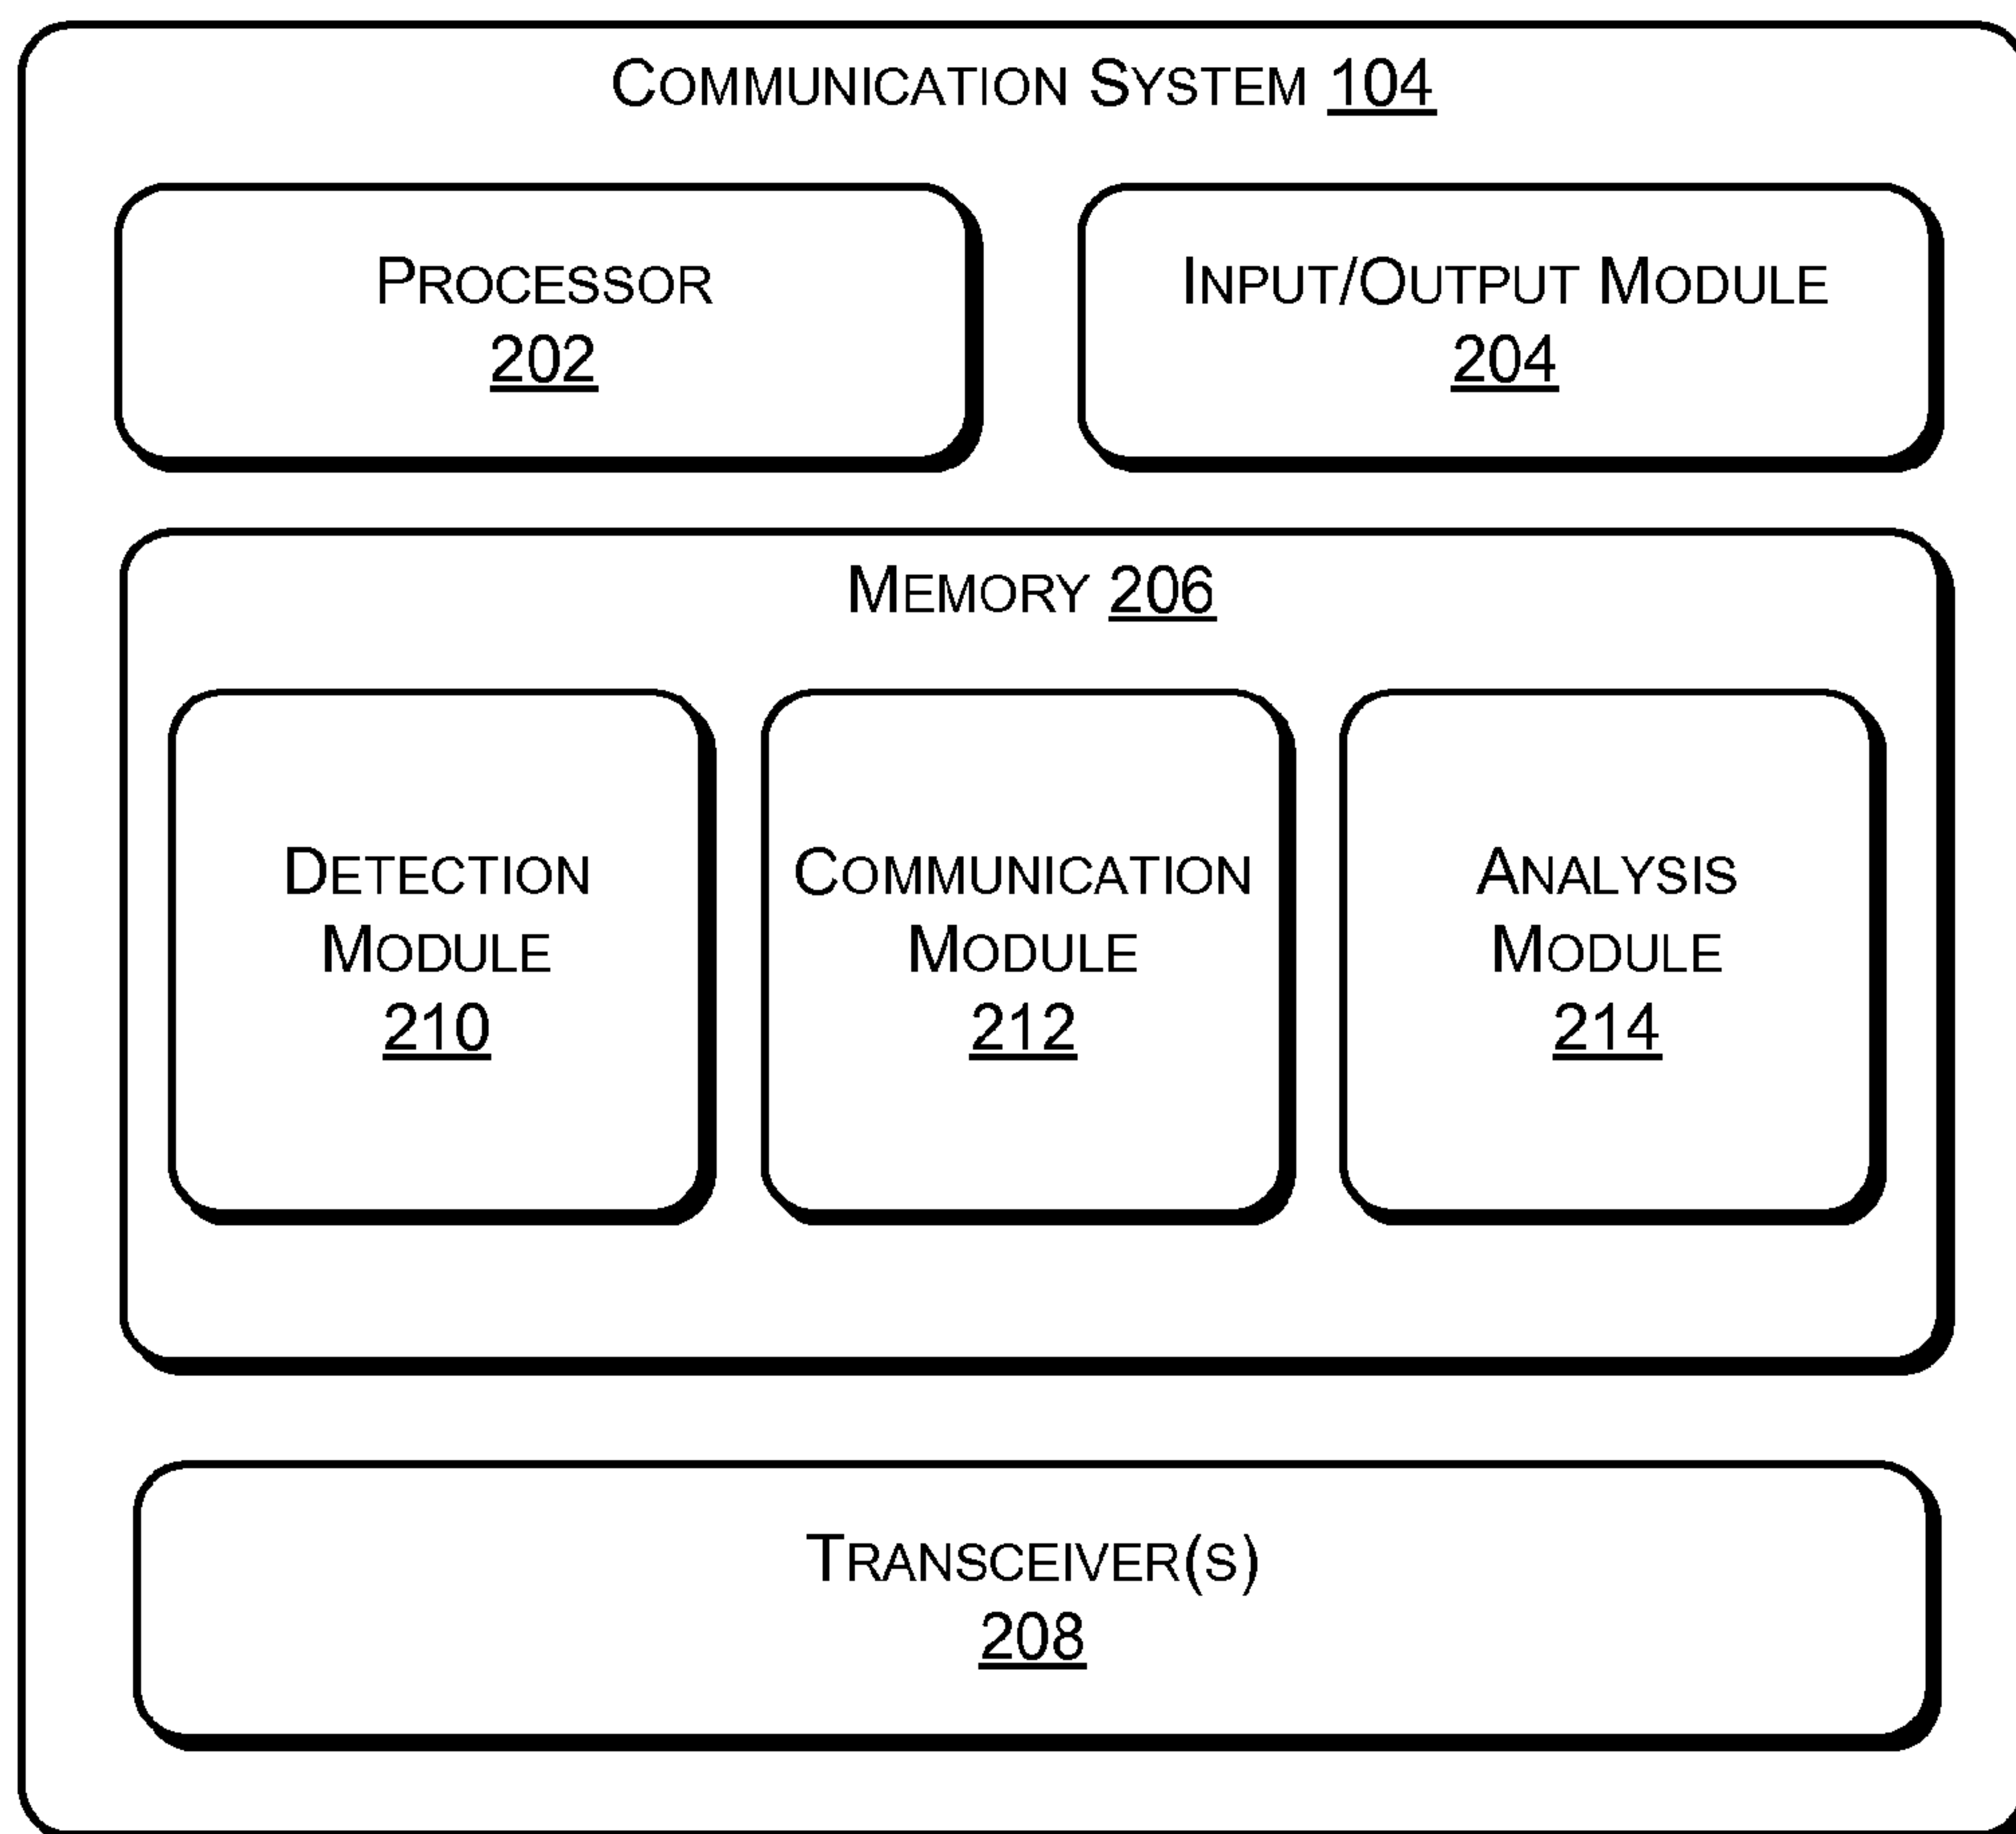 COMMUNICATION SYSTEM 104
PROCESSOR
202
INPUT/OUTPUT MODULE
204
MEMORY 206
DETECTION
MODULE
210
COMMUNICATION
MODULE
212
ANALYSIS
MODULE
214
TRANSCEIVER(S)
208